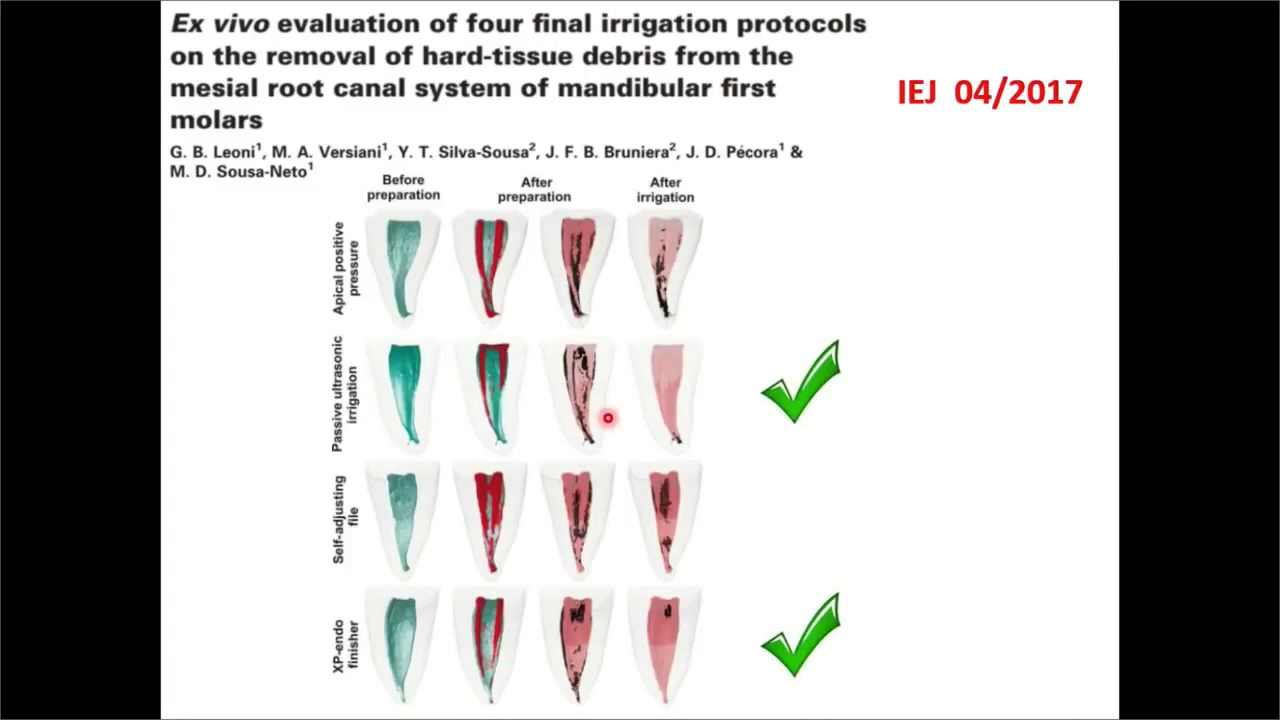 Ex vivo evaluation of four final irrigation protocols
on the removal of hard-tissue debris from the
mesial root canal system of mandibular first
molars
IEJ 04/2017
G. B. Leoni¹, M. A. Versiani¹, Y. T. Silva-Sousa², J. F. B. Bruniera², J. D. Pécora¹ &
M. D. Sousa-Neto¹
Before
preparation
After
preparation
After
irrigation
Apical positive
pressure
Passive ultrasonic
irrigation
Self-adjusting
file
XP-endo
finisher